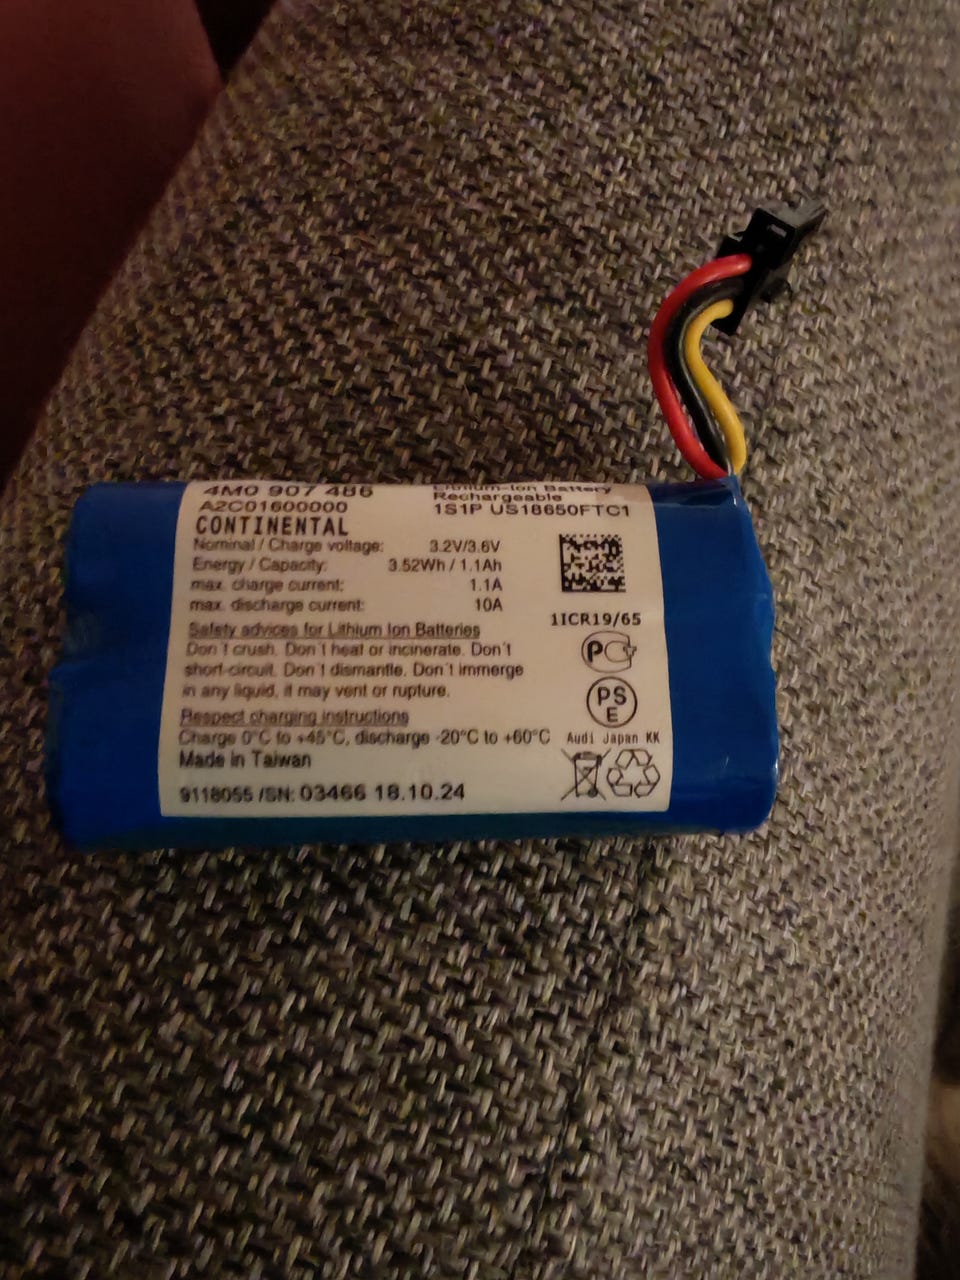 4M0 907 486
A2C01600000
CONTINENTAL
Lithium-Ion Battery
Rechargeable
1S1P US18650FTC1
Nominal / Charge voltage: 3.2V/3.6V
Energy / Capacity: 3.52Wh / 1.1Ah
max. charge current: 1.1A
max. discharge current: 10A
1ICR19/65
Safety advices for Lithium Ion Batteries
Don´t crush. Don´t heat or incinerate. Don´t
short-circuit. Don´t dismantle. Don´t immerge
in any liquid, it may vent or rupture.
PS
E
Respect charging instructions
Charge 0°C to +45°C, discharge -20°C to +60°C
Audi Japan KK
Made in Taiwan
9118055 /SN: 03466 18.10.24